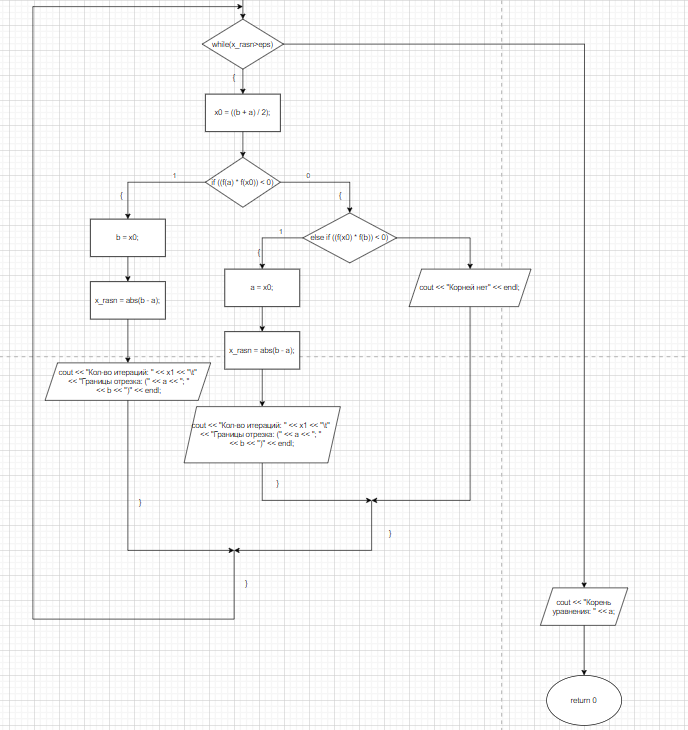 while(x_rasn>eps)
{
x0 = ((b + a) / 2);
if ((f(a) * f(x0)) < 0)
1
0
{
{
b = x0;
else if ((f(x0) * f(b)) < 0)
1
{
x_rasn = abs(b - a);
a = x0;
cout << "Корней нет" << endl;
x_rasn = abs(b - a);
cout << "Кол-во итераций: " << x1 << "\t"
<< "Границы отрезка: (" << a << "; "
<< b << ")" << endl;
cout << "Кол-во итераций: " << x1 << "\t"
<< "Границы отрезка: (" << a << "; "
<< b << ")" << endl;
}
}
}
}
cout << "Корень
уравнения: " << a;
return 0